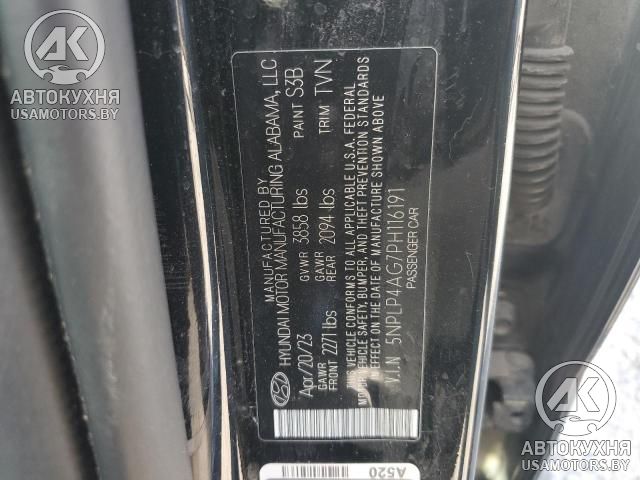 AK
АВТОКУХНЯ
USAMOTORS.BY
MANUFACTURED BY
HYUNDAI MOTOR MANUFACTURING ALABAMA, LLC
Apr/20/23 GVWR 3858 lbs PAINT S3B
GAWR FRONT 2271 lbs GAWR REAR 2094 lbs TRIM TVN
THIS VEHICLE CONFORMS TO ALL APPLICABLE U.S.A. FEDERAL
MOTOR VEHICLE SAFETY, BUMPER, AND THEFT PREVENTION STANDARDS
IN EFFECT ON THE DATE OF MANUFACTURE SHOWN ABOVE
V.I.N 5NPLP4AG7PH116191
PASSENGER CAR
A520
AK
АВТОКУХНЯ
USAMOTORS.BY